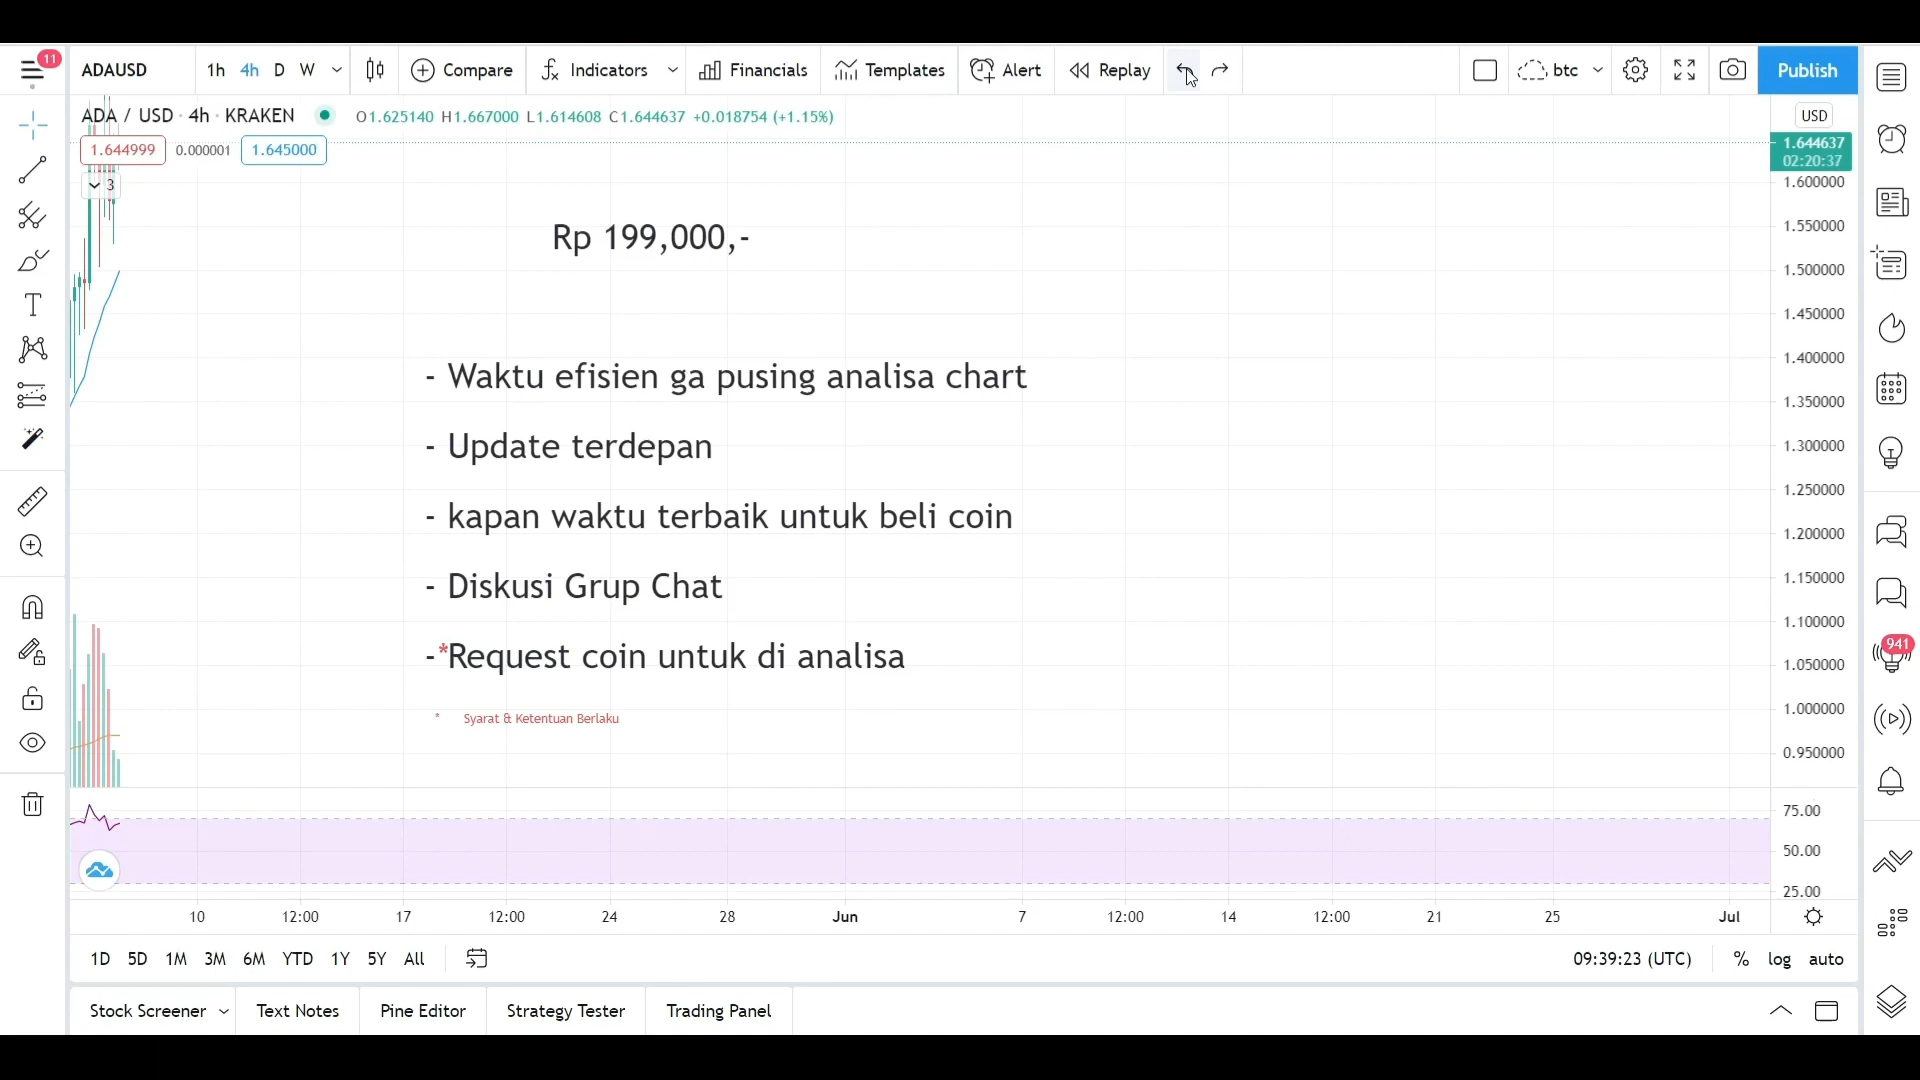 11
ADAUSD
1h 4h D W
Compare
Indicators
Financials
Templates
Alert
Replay
btc
Publish
ADA / USD · 4h · KRAKEN
O1.625140 H1.667000 L1.614608 C1.644637 +0.018754 (+1.15%)
USD
1.644999 0.000001 1.645000
1.644637
02:20:37
3
1.600000
1.550000
1.500000
1.450000
1.400000
1.350000
1.300000
1.250000
1.200000
1.150000
1.100000
1.050000
1.000000
0.950000
75.00
50.00
25.00
Rp 199,000,-
- Waktu efisien ga pusing analisa chart
- Update terdepan
- kapan waktu terbaik untuk beli coin
- Diskusi Grup Chat
-*Request coin untuk di analisa
* Syarat & Ketentuan Berlaku
941
10 12:00 17 12:00 24 28 Jun 7 12:00 14 12:00 21 25 Jul
1D 5D 1M 3M 6M YTD 1Y 5Y All
09:39:23 (UTC) % log auto
Stock Screener Text Notes Pine Editor Strategy Tester Trading Panel